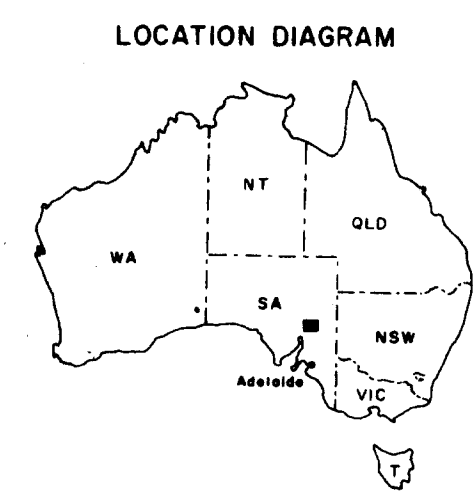 LOCATION DIAGRAM
NT
QLD
WA
SA
NSW
Adelaide
VIC
T